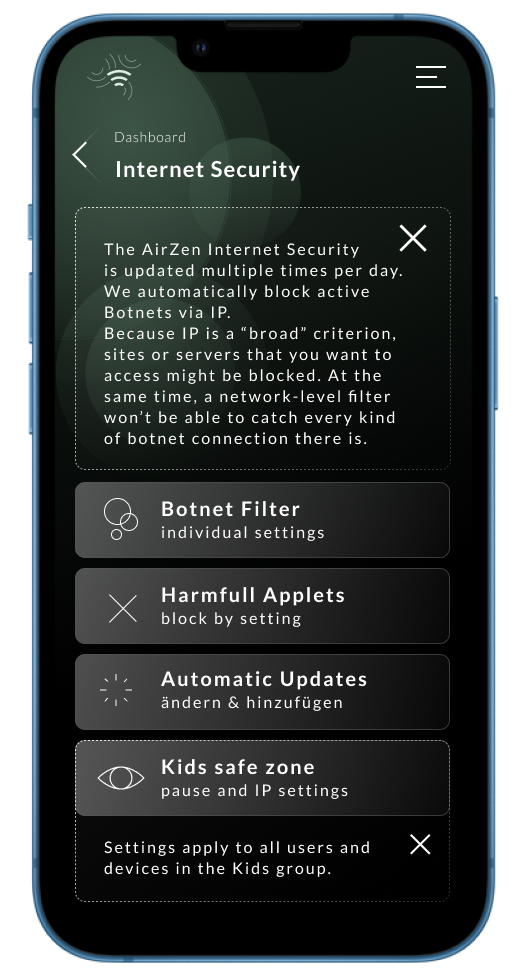 Dashboard
Internet Security
The AirZen Internet Security
is updated multiple times per day.
We automatically block active
Botnets via IP.
Because IP is a “broad” criterion,
sites or servers that you want to
access might be blocked. At the
same time, a network-level filter
won’t be able to catch every kind
of botnet connection there is.
Botnet Filter
individual settings
Harmfull Applets
block by setting
Automatic Updates
ändern & hinzufügen
Kids safe zone
pause and IP settings
Settings apply to all users and
devices in the Kids group.